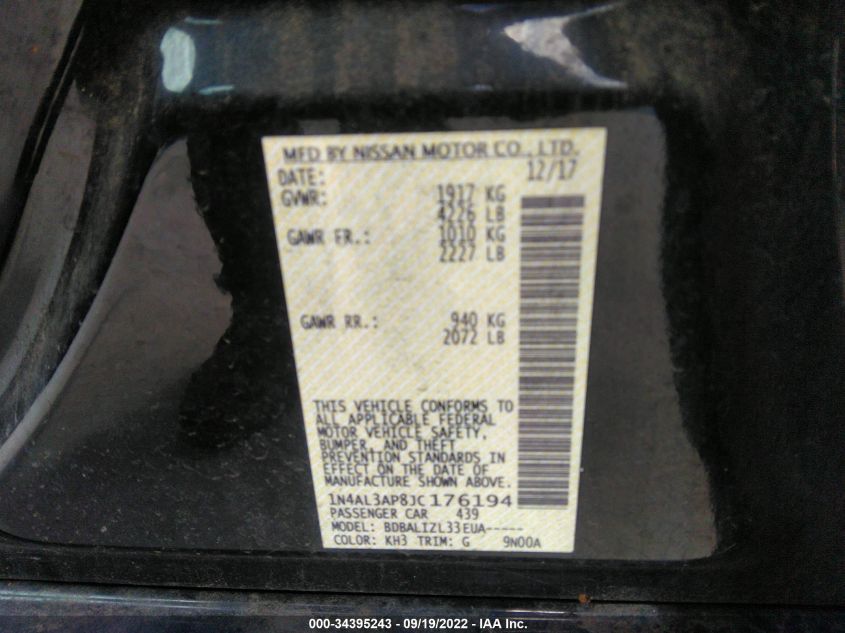 MFD BY NISSAN MOTOR CO., LTD.
DATE: 12/17
GVWR: 1917 KG
4226 LB
GAWR FR.: 1010 KG
2227 LB
GAWR RR.: 940 KG
2072 LB
THIS VEHICLE CONFORMS TO
ALL APPLICABLE FEDERAL
MOTOR VEHICLE SAFETY,
BUMPER, AND THEFT
PREVENTION STANDARDS IN
EFFECT ON THE DATE OF
MANUFACTURE SHOWN ABOVE.
1N4AL3AP8JC176194
PASSENGER CAR 439
MODEL: BDBALIZL33EUA-----
COLOR: KH3 TRIM: G 9N00A
000-34395243 - 09/19/2022 - IAA Inc.